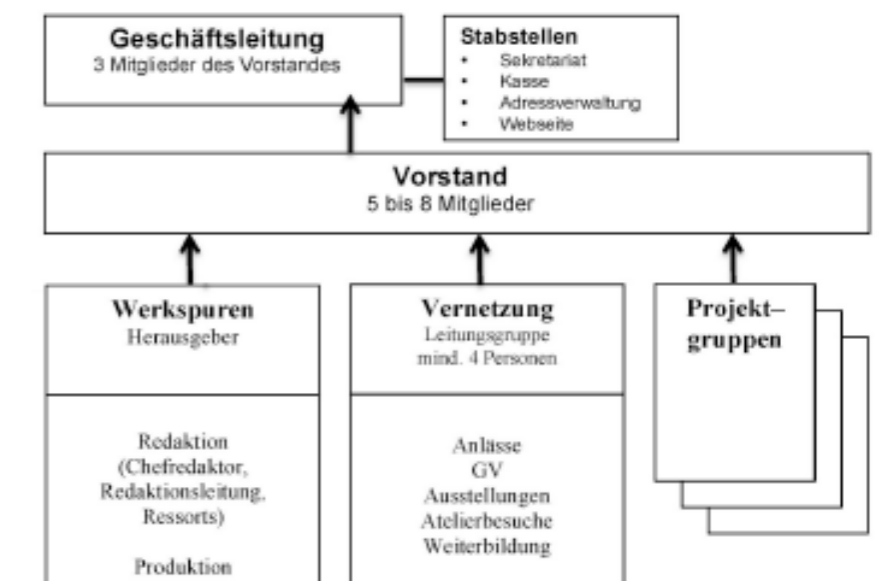 Geschäftsleitung
3 Mitglieder des Vorstandes
Stabstellen
• Sekretariat
• Kasse
• Adressverwaltung
• Webseite
Vorstand
5 bis 8 Mitglieder
Werkspuren
Herausgeber
Redaktion
(Chefredaktor,
Redaktionsleitung,
Ressorts)
Produktion
Vernetzung
Leitungsgruppe
mind. 4 Personen
Anlässe
GV
Ausstellungen
Atelierbesuche
Weiterbildung
Projekt–
gruppen